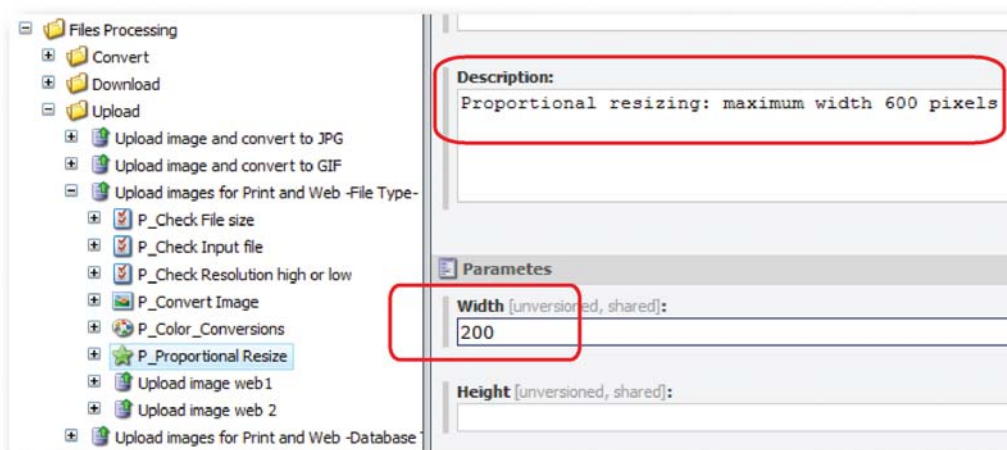 Files Processing
Convert
Download
Upload
Upload image and convert to JPG
Upload image and convert to GIF
Upload images for Print and Web -File Type-
P_Check File size
P_Check Input file
P_Check Resolution high or low
P_Convert Image
P_Color_Conversions
P_Proportional Resize
Upload image web1
Upload image web 2
Upload images for Print and Web -Database
Description:
Proportional resizing: maximum width 600 pixels
Parametes
Width [unversioned, shared]:
200
Height [unversioned, shared]: